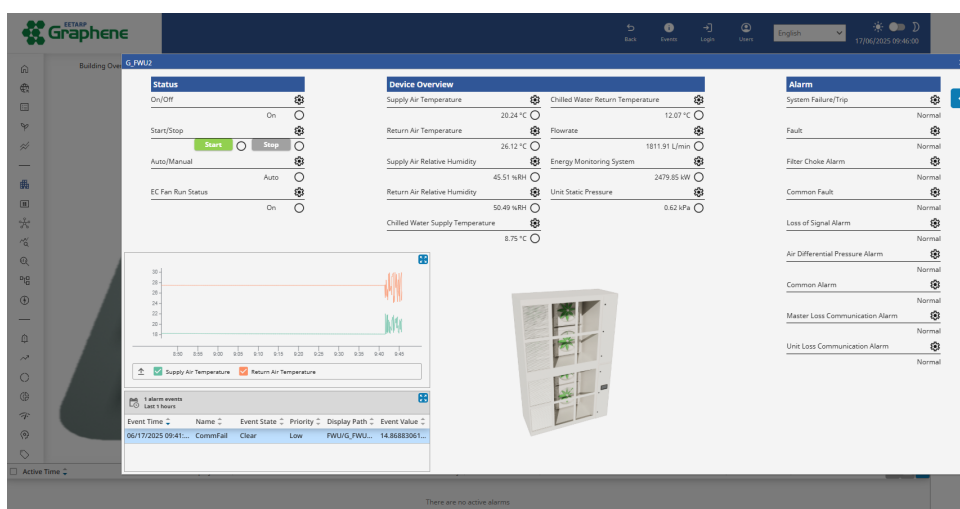 EETARP
Graphene
Back
Events
Login
Users
English
17/06/2025 09:46:00
Building Ove
G_FWU2
Status
On/Off
On
Start/Stop
Start
Stop
Auto/Manual
Auto
EC Fan Run Status
On
Device Overview
Supply Air Temperature
20.24 °C
Return Air Temperature
26.12 °C
Supply Air Relative Humidity
45.51 %RH
Return Air Relative Humidity
50.49 %RH
Chilled Water Supply Temperature
8.75 °C
Chilled Water Return Temperature
12.07 °C
Flowrate
1811.91 L/min
Energy Monitoring System
2479.85 kW
Unit Static Pressure
0.62 kPa
Alarm
System Failure/Trip
Normal
Fault
Normal
Filter Choke Alarm
Normal
Common Fault
Normal
Loss of Signal Alarm
Normal
Air Differential Pressure Alarm
Normal
Common Alarm
Normal
Master Loss Communication Alarm
Normal
Unit Loss Communication Alarm
Normal
30
28
26
24
22
20
18
8:50 8:55 9:00 9:05 9:10 9:15 9:20 9:25 9:30 9:35 9:40 9:45
Supply Air Temperature Return Air Temperature
1 alarm events
Last 1 hours
Event Time Name Event State Priority Display Path Event Value
06/17/2025 09:41:... CommFail Clear Low FWU/G_FWU... 14.86883061...
Active Time
There are no active alarms